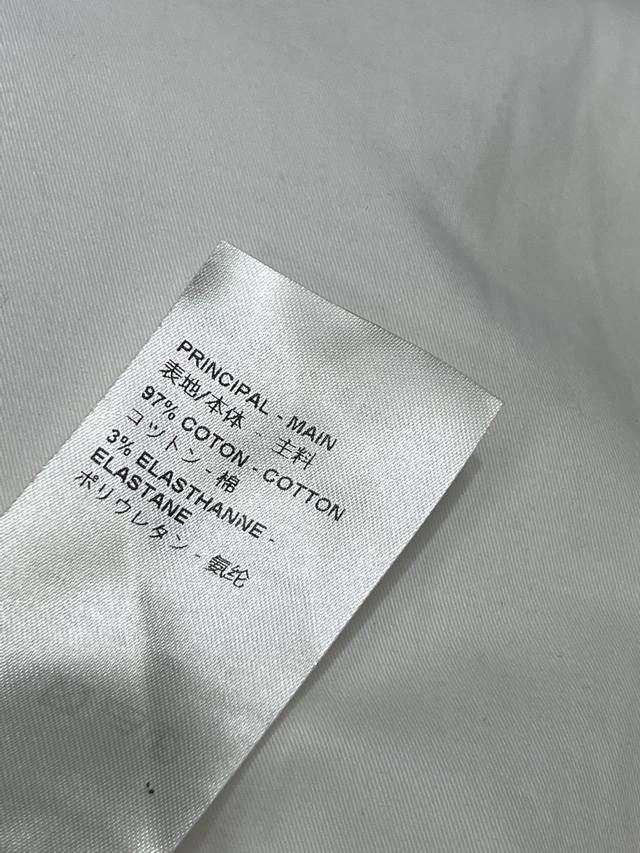 PRINCIPAL - MAIN
表地/本体 - 主料
97% COTON - COTTON
コットン - 棉
3% ELASTHANNE -
ELASTANE
ポリウレタン - 氨纶